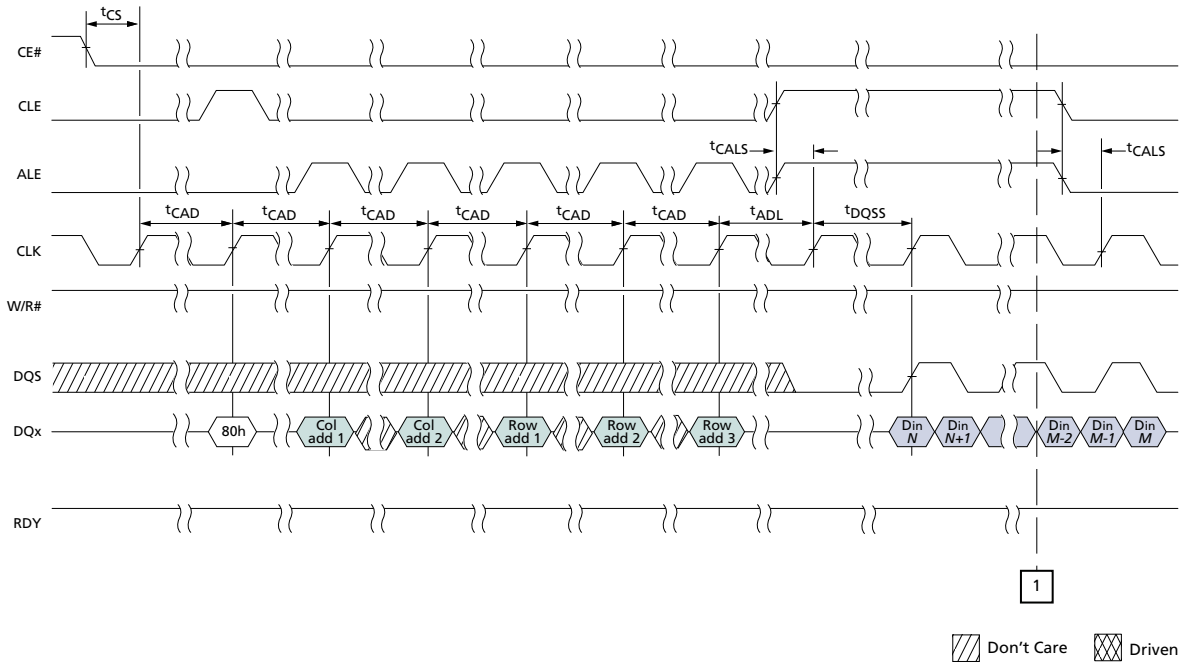 tCS
CE#
CLE
tCALS
tCALS
ALE
tCAD
tCAD
tCAD
tCAD
tCAD
tCAD
tADL
tDQSS
CLK
W/R#
DQS
DQx
80h
Col
add 1
Col
add 2
Row
add 1
Row
add 2
Row
add 3
Din
N
Din
N+1
Din
M-2
Din
M-1
Din
M
RDY
1
Don't Care
Driven